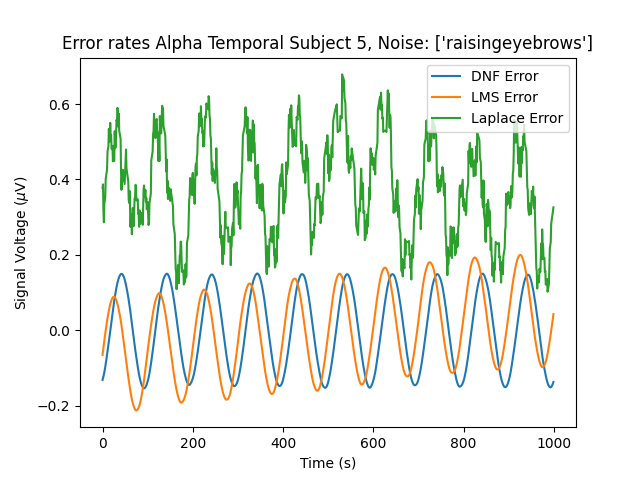 Error rates Alpha Temporal Subject 5, Noise: ['raisingeyebrows']
DNF Error
LMS Error
Laplace Error
0.6
0.4
0.2
0.0
−0.2
Signal Voltage (μV)
0 200 400 600 800 1000
Time (s)